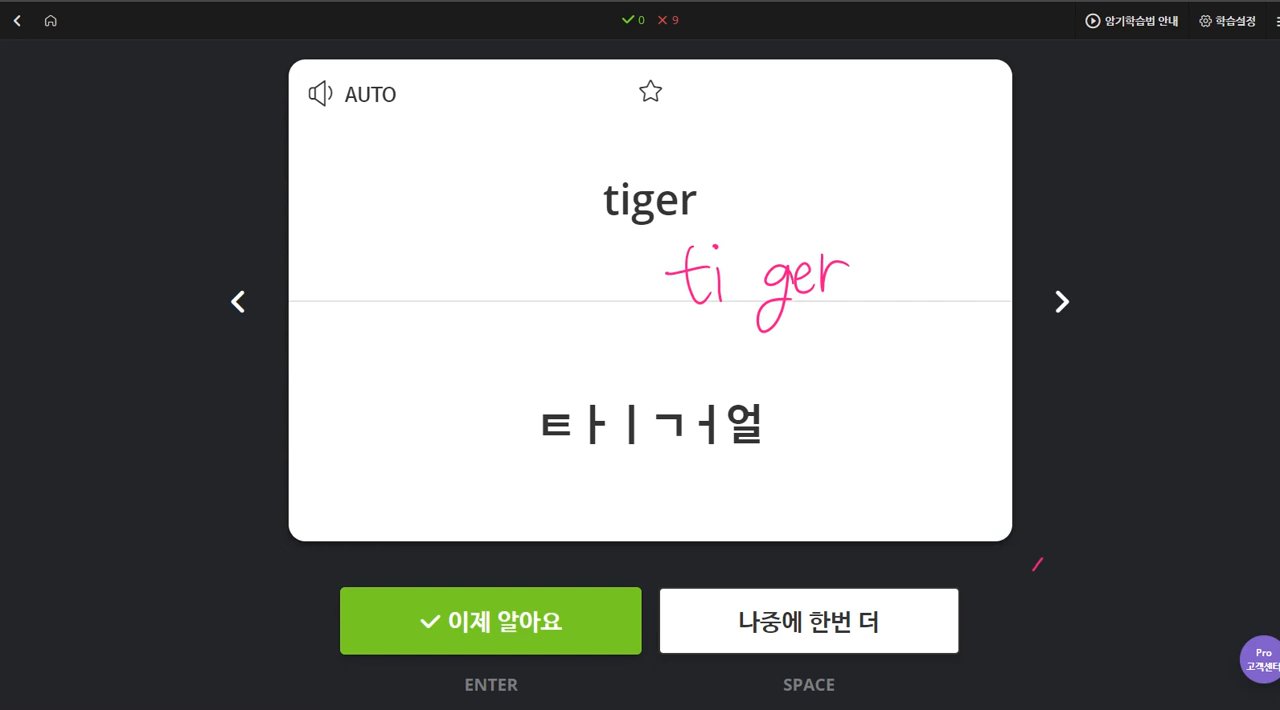 0 9 암기학습법 안내 학습설정
AUTO
tiger
ti ger
ㅌㅏㅣㄱㅓ얼
이제 알아요 나중에 한번 더
ENTER SPACE
Pro
고객센터